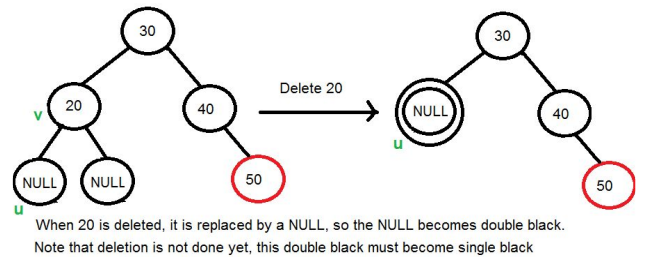 30
30
Delete 20
20
40
NULL
40
v
u
NULL
NULL
50
50
u
When 20 is deleted, it is replaced by a NULL, so the NULL becomes double black.
Note that deletion is not done yet, this double black must become single black